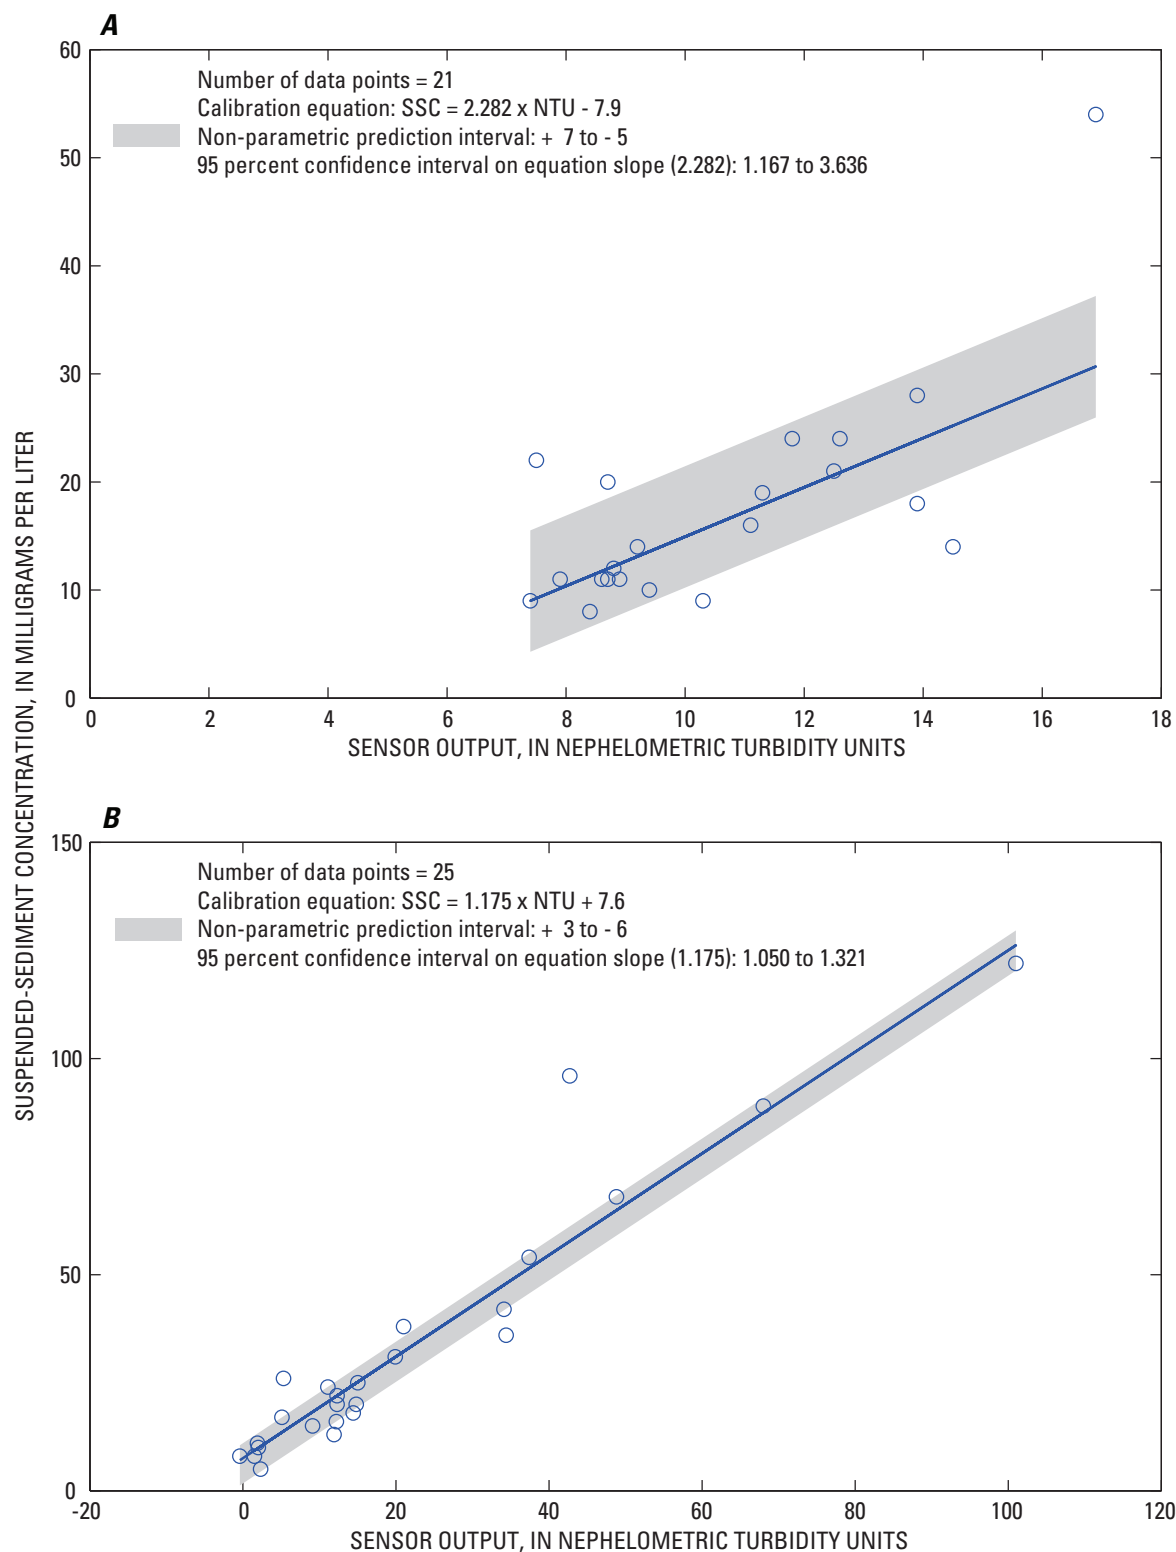 A
60
50
40
30
20
10
0
Number of data points = 21
Calibration equation: SSC = 2.282 x NTU - 7.9
Non-parametric prediction interval: + 7 to - 5
95 percent confidence interval on equation slope (2.282): 1.167 to 3.636
0 2 4 6 8 10 12 14 16 18
SENSOR OUTPUT, IN NEPHELOMETRIC TURBIDITY UNITS
SUSPENDED-SEDIMENT CONCENTRATION, IN MILLIGRAMS PER LITER
B
150
100
50
0
Number of data points = 25
Calibration equation: SSC = 1.175 x NTU + 7.6
Non-parametric prediction interval: + 3 to - 6
95 percent confidence interval on equation slope (1.175): 1.050 to 1.321
-20 0 20 40 60 80 100 120
SENSOR OUTPUT, IN NEPHELOMETRIC TURBIDITY UNITS